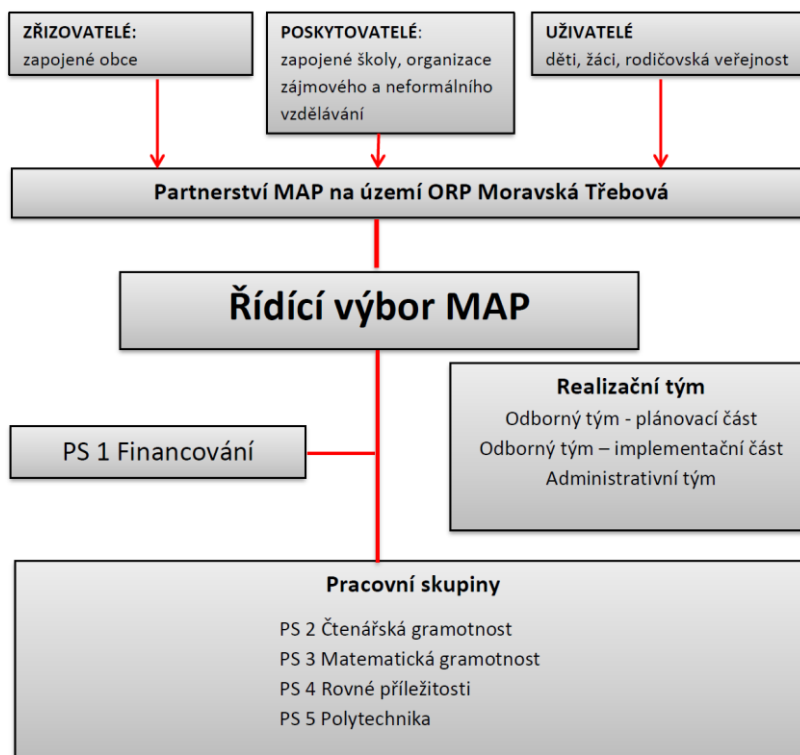 ZŘIZOVATELÉ:
zapojené obce
POSKYTOVATELÉ:
zapojené školy, organizace
zájmového a neformálního
vzdělávání
UŽIVATELÉ
děti, žáci, rodičovská veřejnost
Partnerství MAP na území ORP Moravská Třebová
Řídící výbor MAP
Realizační tým
Odborný tým - plánovací část
Odborný tým – implementační část
Administrativní tým
PS 1 Financování
Pracovní skupiny
PS 2 Čtenářská gramotnost
PS 3 Matematická gramotnost
PS 4 Rovné příležitosti
PS 5 Polytechnika